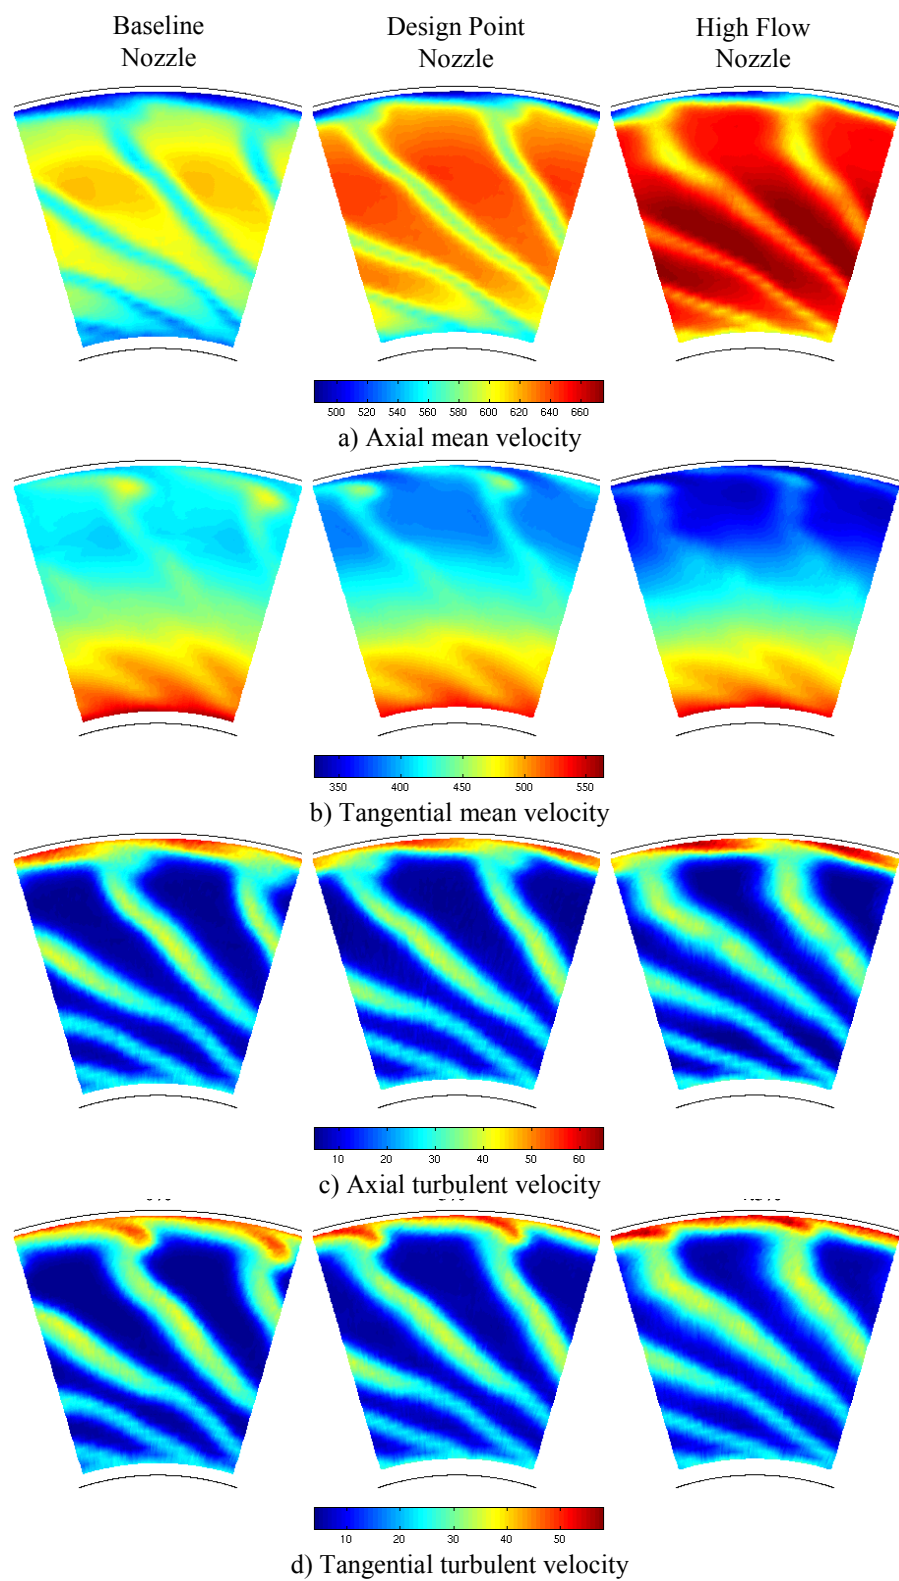 Baseline Nozzle
Design Point Nozzle
High Flow Nozzle
500 520 540 560 580 600 620 640 660
a) Axial mean velocity
350 400 450 500 550
b) Tangential mean velocity
10 20 30 40 50 60
c) Axial turbulent velocity
10 20 30 40 50
d) Tangential turbulent velocity